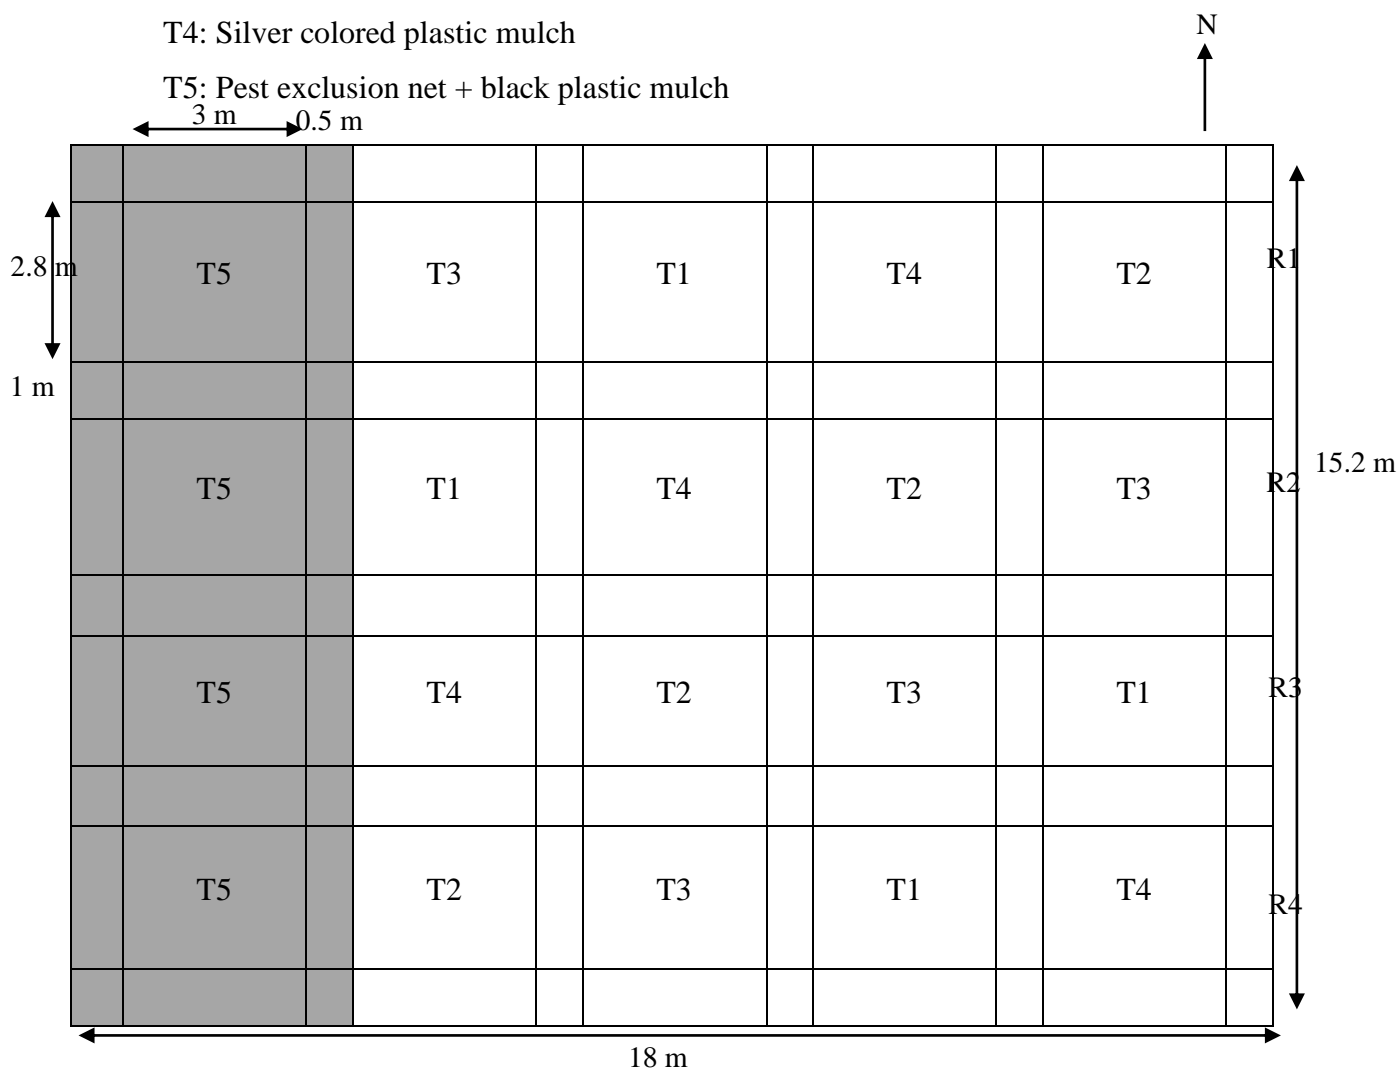 T4: Silver colored plastic mulch
N
T5: Pest exclusion net + black plastic mulch
3 m
0.5 m
2.8 m
T5
T3
T1
T4
T2
R1
1 m
T5
T1
T4
T2
T3
R2
15.2 m
T5
T4
T2
T3
T1
R3
T5
T2
T3
T1
T4
R4
18 m